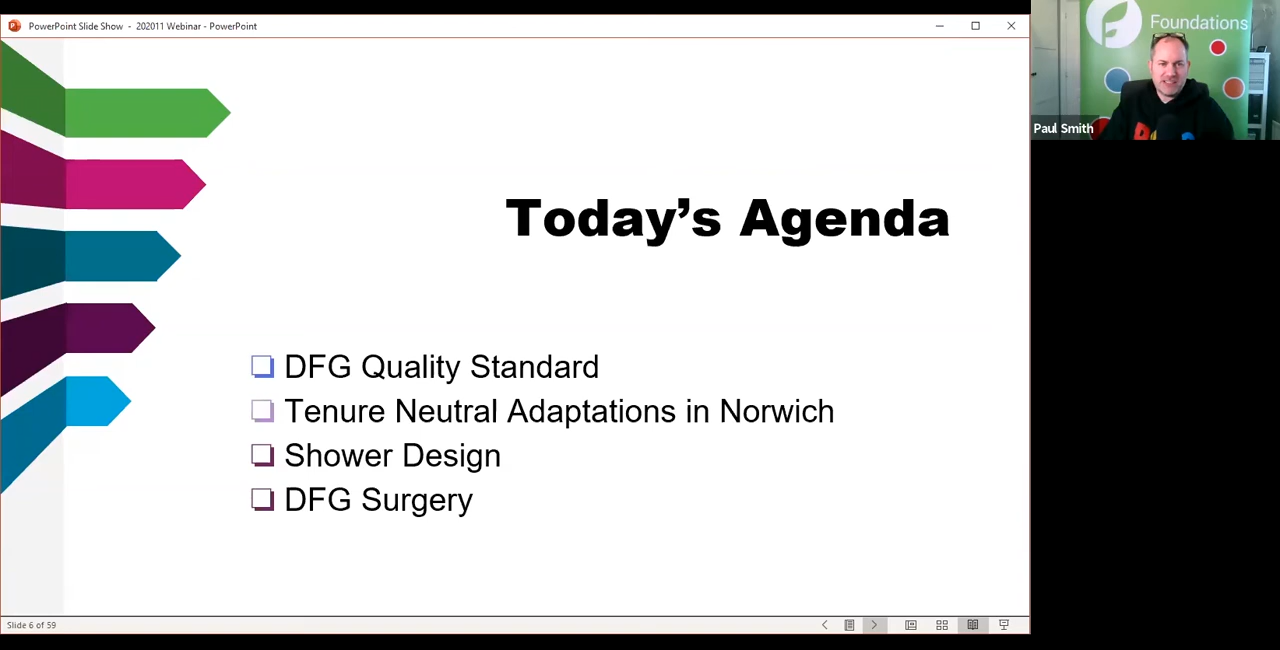 PowerPoint Slide Show - 202011 Webinar - PowerPoint
Foundations
Paul Smith
Today’s Agenda
DFG Quality Standard
Tenure Neutral Adaptations in Norwich
Shower Design
DFG Surgery
Slide 6 of 59